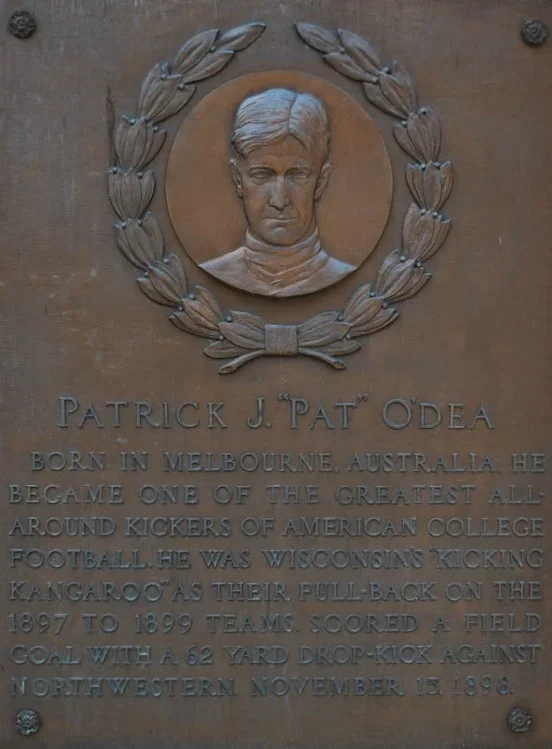 PATRICK J. "PAT" O'DEA
BORN IN MELBOURNE, AUSTRALIA, HE
BECAME ONE OF THE GREATEST ALL-
AROUND KICKERS OF AMERICAN COLLEGE
FOOTBALL. HE WAS WISCONSIN'S "KICKING
KANGAROO" AS THEIR FULL-BACK ON THE
1897 TO 1899 TEAMS. SCORED A FIELD
GOAL WITH A 62 YARD DROP-KICK AGAINST
NORTHWESTERN, NOVEMBER 15, 1898.